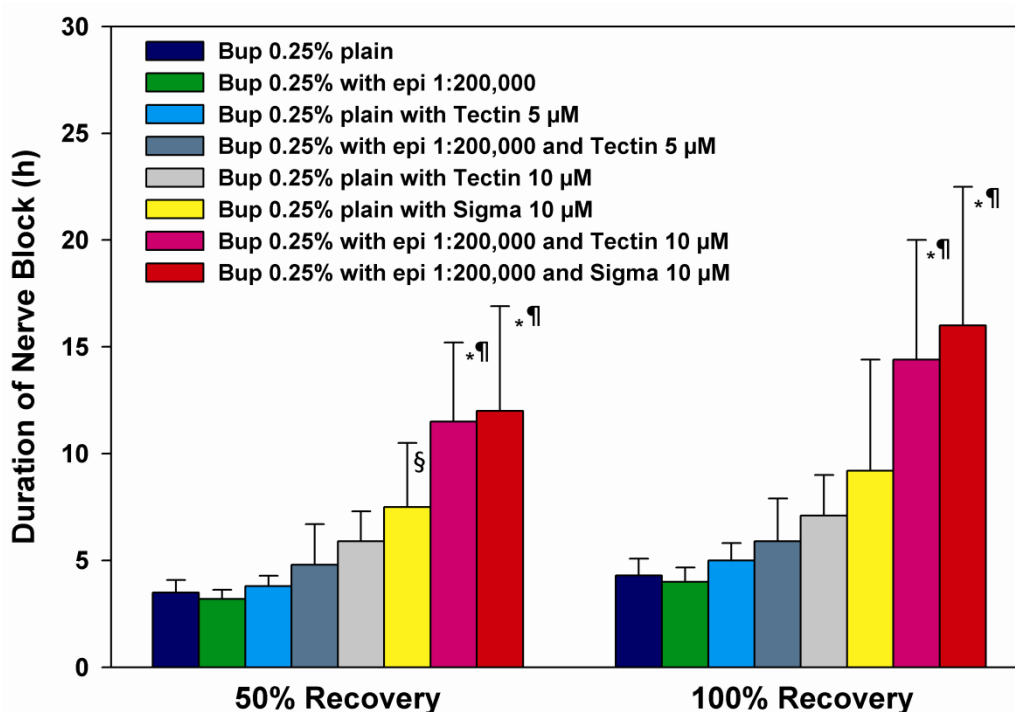 30
25
20
15
10
5
0
Duration of Nerve Block (h)
Bup 0.25% plain
Bup 0.25% with epi 1:200,000
Bup 0.25% plain with Tectin 5 µM
Bup 0.25% with epi 1:200,000 and Tectin 5 µM
Bup 0.25% plain with Tectin 10 µM
Bup 0.25% plain with Sigma 10 µM
Bup 0.25% with epi 1:200,000 and Tectin 10 µM
Bup 0.25% with epi 1:200,000 and Sigma 10 µM
§
*¶
*¶
*¶
*¶
50% Recovery
100% Recovery